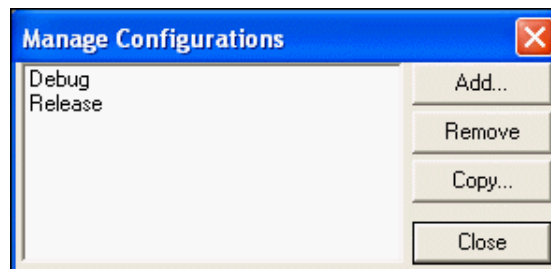 Manage Configurations
Debug
Release
Add...
Remove
Copy...
Close